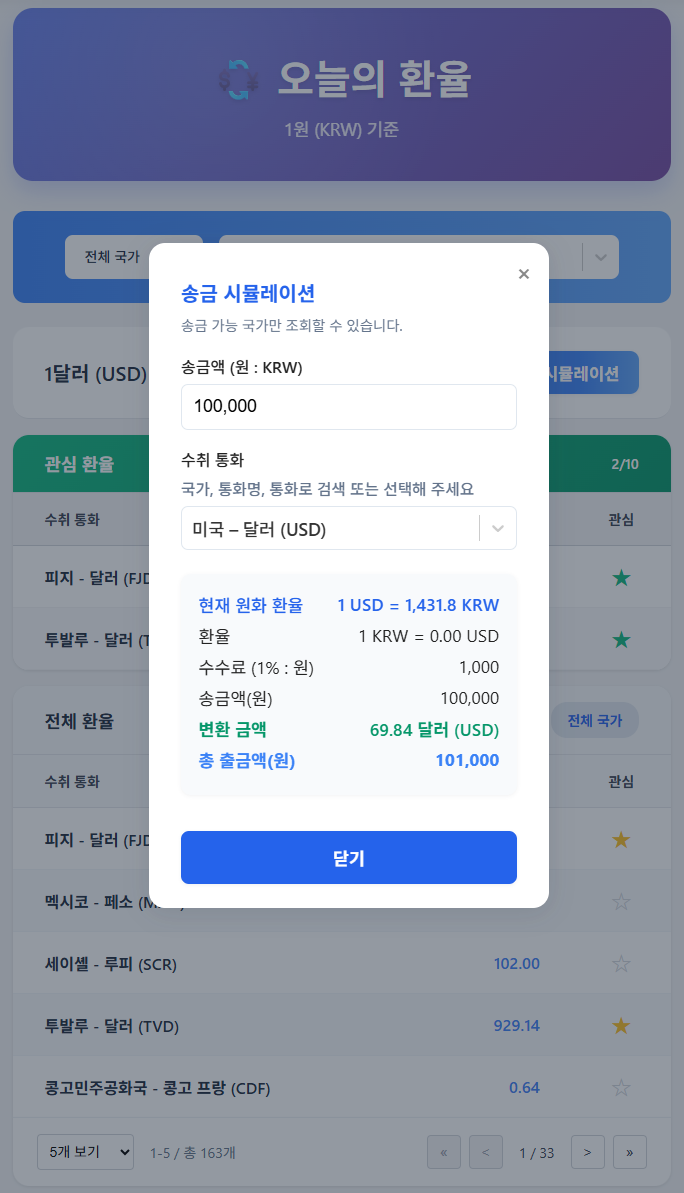 오늘의 환율
1원 (KRW) 기준
전체 국가
1달러 (USD)
시뮬레이션
관심 환율 2/10
수취 통화 관심
피지 - 달러 (FJD
★
투발루 - 달러 (T
★
전체 환율 전체 국가
수취 통화 관심
피지 - 달러 (FJD
★
멕시코 - 페소 (M
☆
세이셸 - 루피 (SCR) 102.00 ☆
투발루 - 달러 (TVD) 929.14 ★
콩고민주공화국 - 콩고 프랑 (CDF) 0.64 ☆
5개 보기 1-5 / 총 163개 « < 1 / 33 > »
×
송금 시뮬레이션
송금 가능 국가만 조회할 수 있습니다.
송금액 (원 : KRW)
100,000
수취 통화
국가, 통화명, 통화로 검색 또는 선택해 주세요
미국 – 달러 (USD)
현재 원화 환율 1 USD = 1,431.8 KRW
환율 1 KRW = 0.00 USD
수수료 (1% : 원) 1,000
송금액(원) 100,000
변환 금액 69.84 달러 (USD)
총 출금액(원) 101,000
닫기